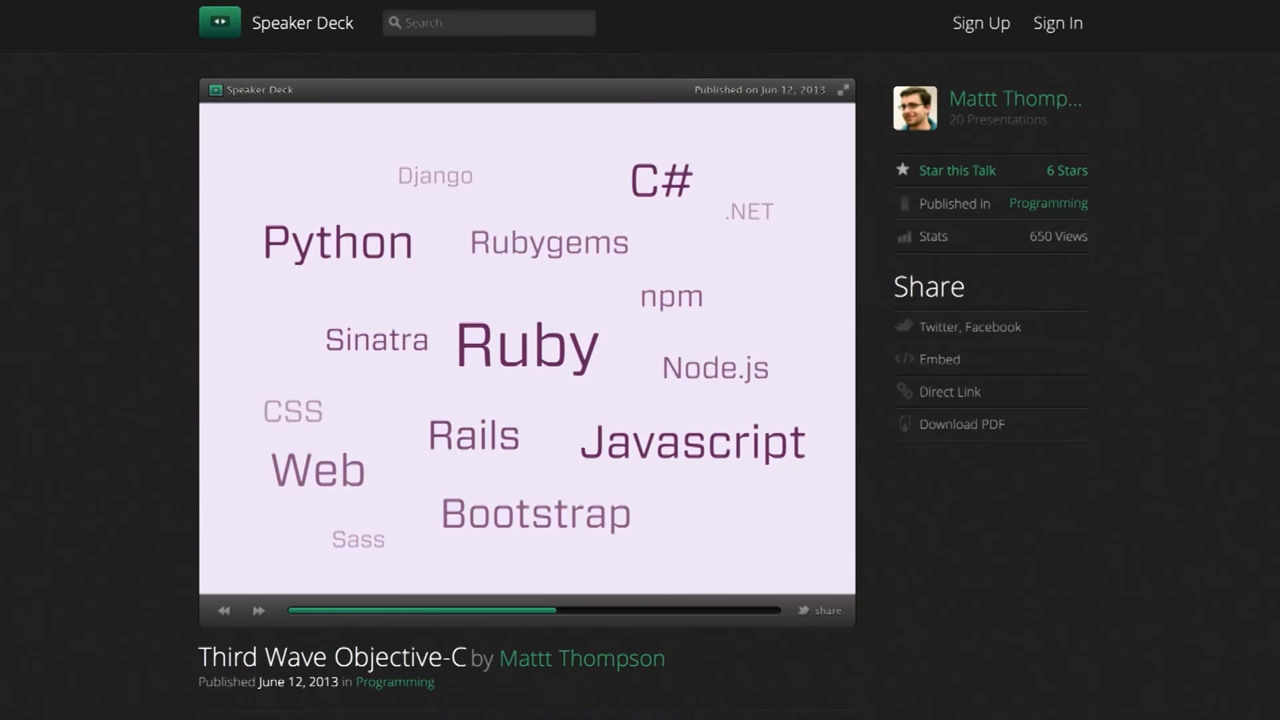 Speaker Deck
Search
Sign Up
Sign In
Speaker Deck
Published on Jun 12, 2013
Django
C#
.NET
Python
Rubygems
npm
Sinatra
Ruby
Node.js
CSS
Rails
Javascript
Web
Bootstrap
Sass
share
Third Wave Objective-C by Mattt Thompson
Published June 12, 2013 in Programming
Mattt Thomp...
20 Presentations
Star this Talk 6 Stars
Published in Programming
Stats 650 Views
Share
Twitter, Facebook
Embed
Direct Link
Download PDF